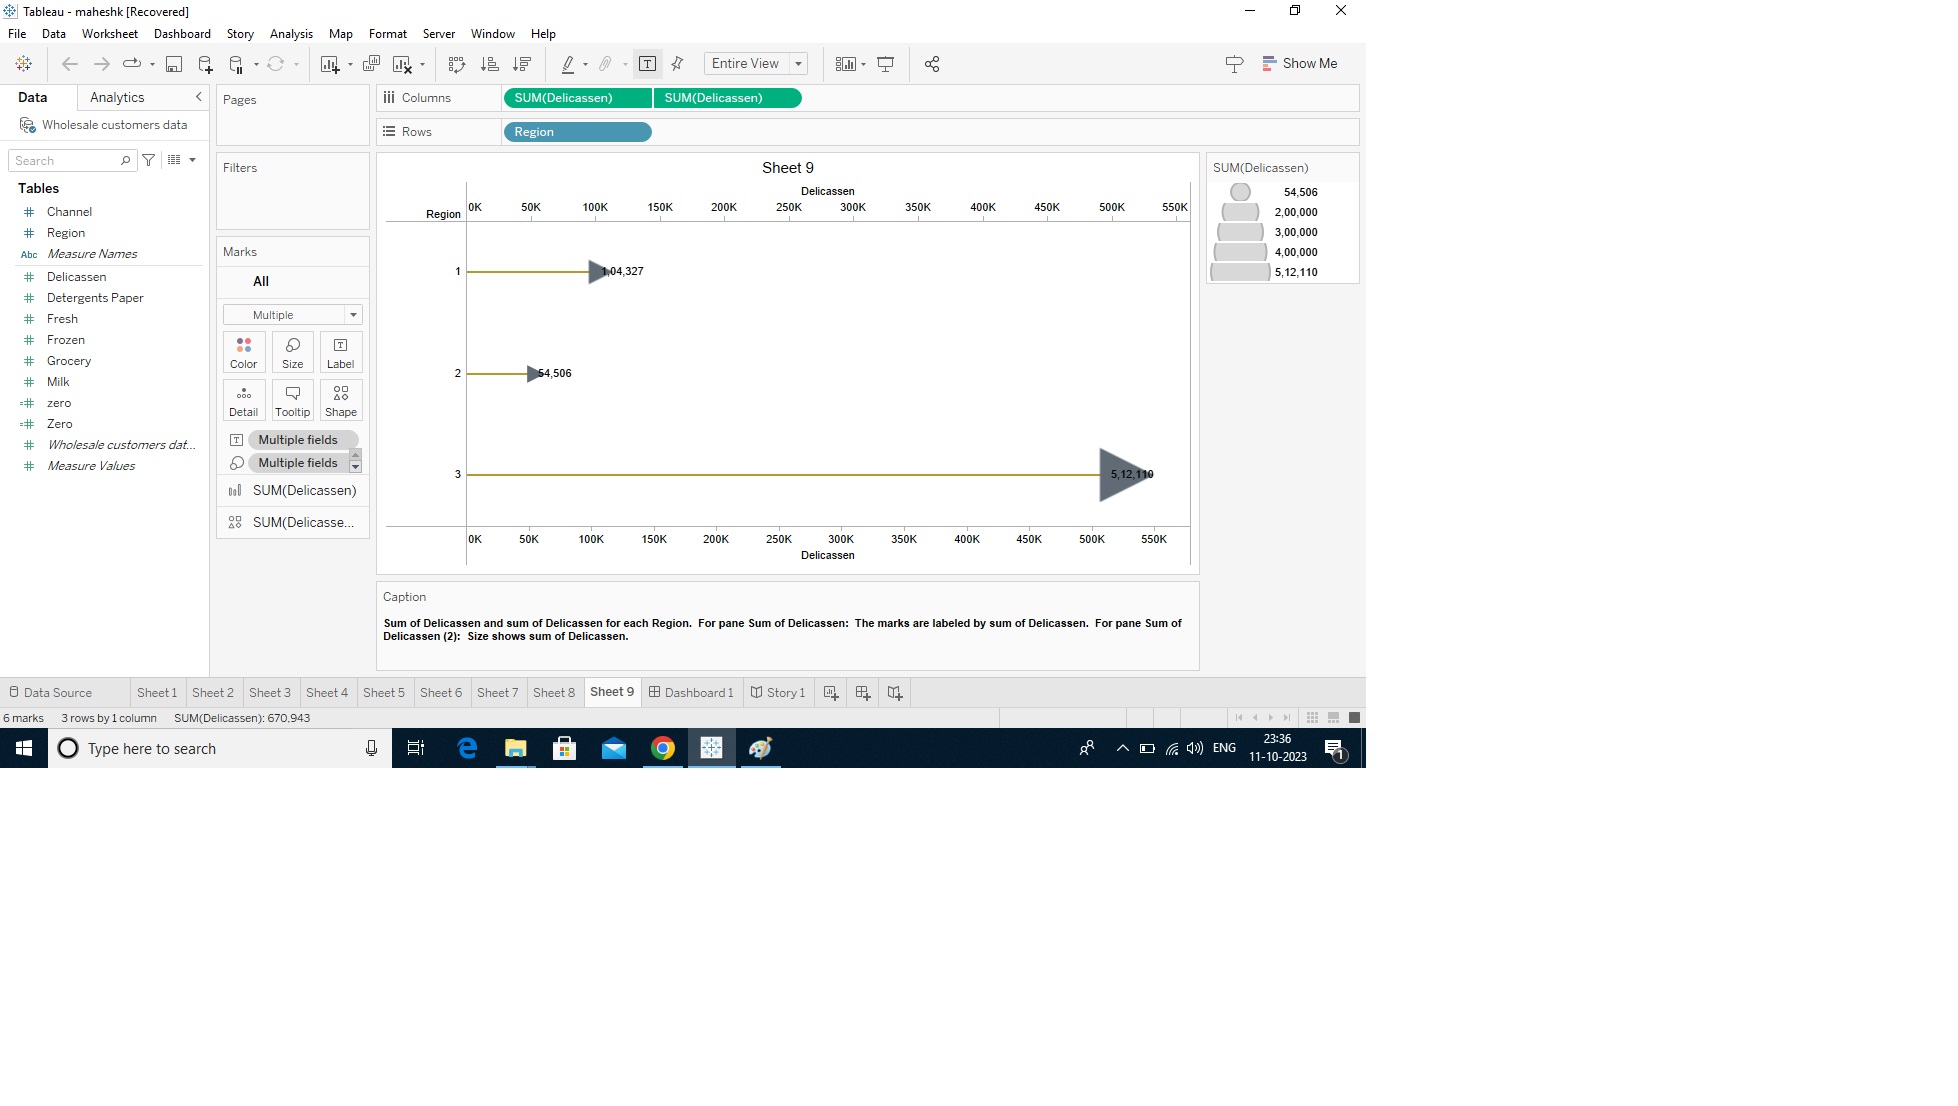 Tableau - maheshk [Recovered]
File Data Worksheet Dashboard Story Analysis Map Format Server Window Help
Entire View
Show Me
Data Analytics
Wholesale customers data
Search
Tables
Channel
Region
Abc Measure Names
Delicassen
Detergents Paper
Fresh
Frozen
Grocery
Milk
zero
Zero
Wholesale customers dat...
Measure Values
Pages
Filters
Marks
All
Multiple
Color Size Label
Detail Tooltip Shape
Multiple fields
Multiple fields
SUM(Delicassen)
SUM(Delicasse...
Columns SUM(Delicassen) SUM(Delicassen)
Rows Region
Sheet 9
Delicassen
Region 0K 50K 100K 150K 200K 250K 300K 350K 400K 450K 500K 550K
1 1,04,327
2 54,506
3 5,12,110
0K 50K 100K 150K 200K 250K 300K 350K 400K 450K 500K 550K
Delicassen
SUM(Delicassen)
54,506
2,00,000
3,00,000
4,00,000
5,12,110
Caption
Sum of Delicassen and sum of Delicassen for each Region. For pane Sum of Delicassen: The marks are labeled by sum of Delicassen. For pane Sum of
Delicassen (2): Size shows sum of Delicassen.
Data Source Sheet 1 Sheet 2 Sheet 3 Sheet 4 Sheet 5 Sheet 6 Sheet 7 Sheet 8 Sheet 9 Dashboard 1 Story 1
6 marks 3 rows by 1 column SUM(Delicassen): 670,943
Type here to search
ENG
23:36
11-10-2023
1